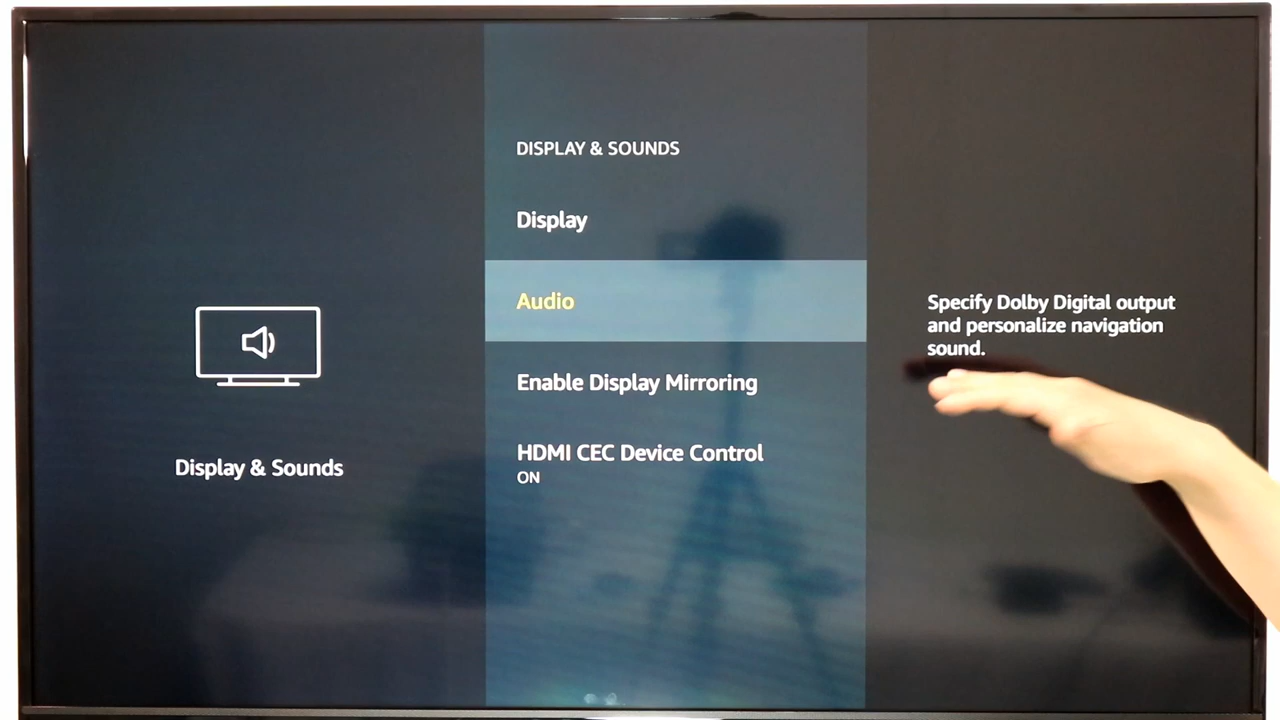 DISPLAY & SOUNDS
Display
Audio
Enable Display Mirroring
HDMI CEC Device Control
ON
Display & Sounds
Specify Dolby Digital output
and personalize navigation
sound.